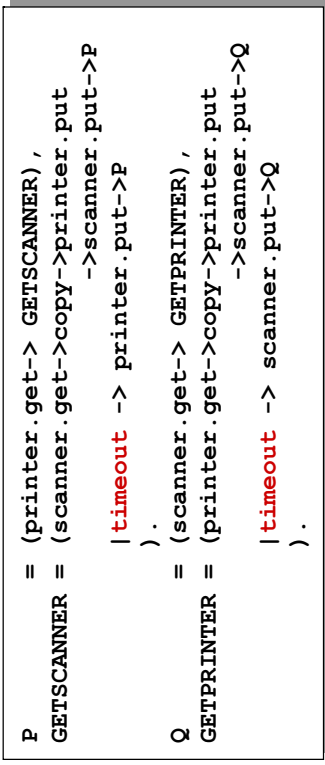 P          = (printer.get-> GETSCANNER),
GETSCANNER = (scanner.get->copy->printer.put
                         ->scanner.put->P
             |timeout -> printer.put->P
             ).
Q          = (scanner.get-> GETPRINTER),
GETPRINTER = (printer.get->copy->printer.put
                         ->scanner.put->Q
             |timeout -> scanner.put->Q
             ).